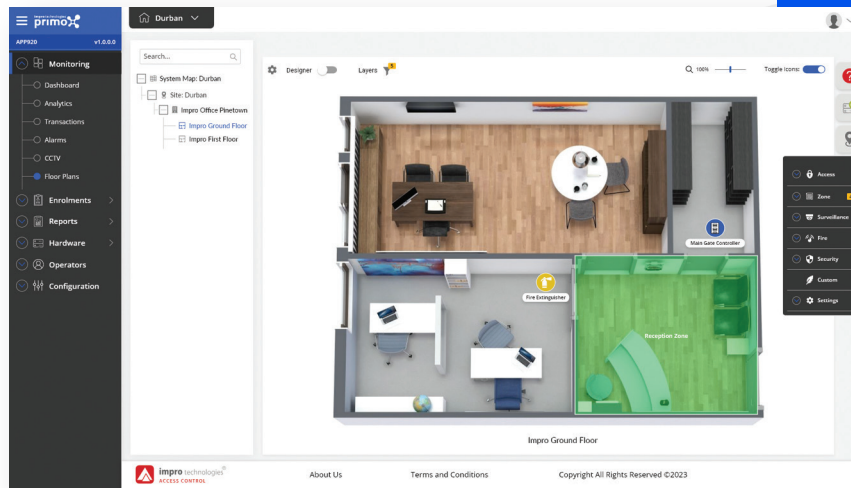 Impro technologies
primo
Durban
APP920 v1.0.0.0
Monitoring
Dashboard
Analytics
Transactions
Alarms
CCTV
Floor Plans
Enrolments
Reports
Hardware
Operators
Configuration
Search...
System Map: Durban
Site: Durban
Impro Office Pinetown
Impro Ground Floor
Impro First Floor
Designer
Layers
Q, 100%
Toggle Icons:
Main Gate Controller
Fire Extinguisher
Reception Zone
Access
Zone
Surveillance
Fire
Security
Custom
Settings
Impro Ground Floor
impro technologies®
ACCESS CONTROL
About Us
Terms and Conditions
Copyright All Rights Reserved ©2023